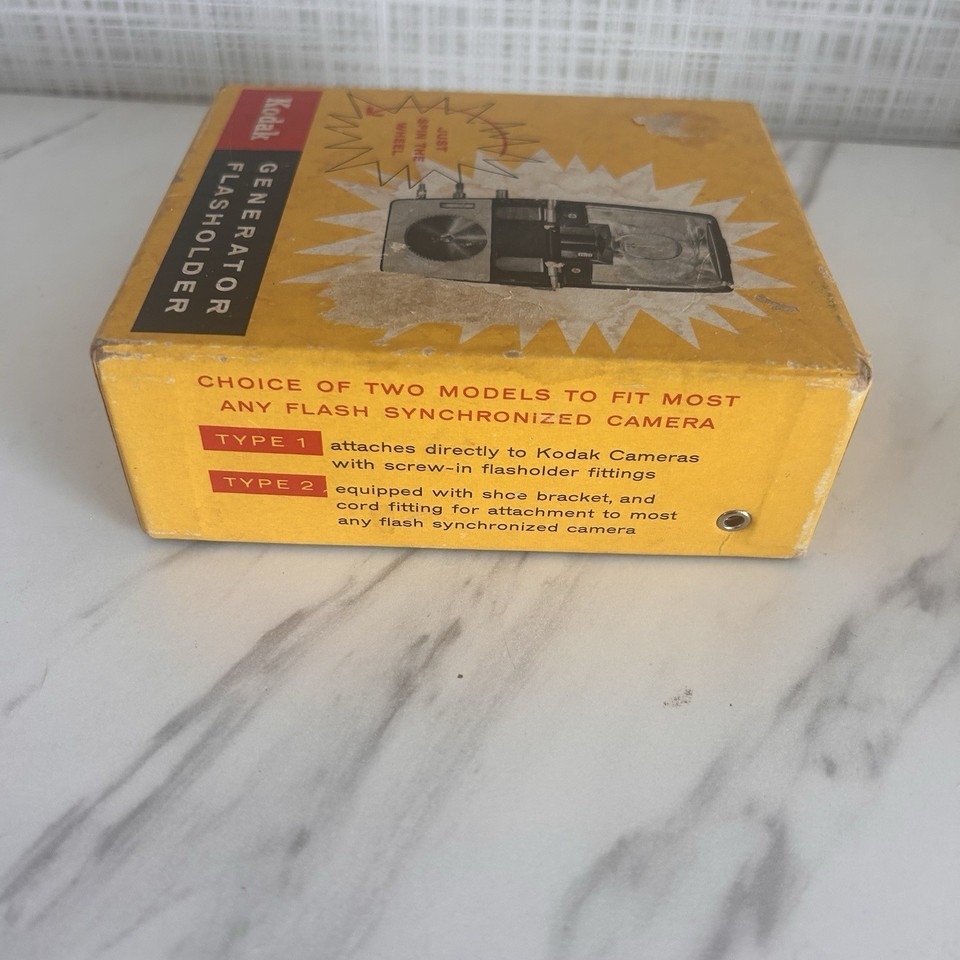 Kodak
GENERATOR
FLASHOLDER
JUST
SPIN THE
WHEEL
CHOICE OF TWO MODELS TO FIT MOST
ANY FLASH SYNCHRONIZED CAMERA
TYPE 1 attaches directly to Kodak Cameras
with screw-in flasholder fittings
TYPE 2 equipped with shoe bracket, and
cord fitting for attachment to most
any flash synchronized camera